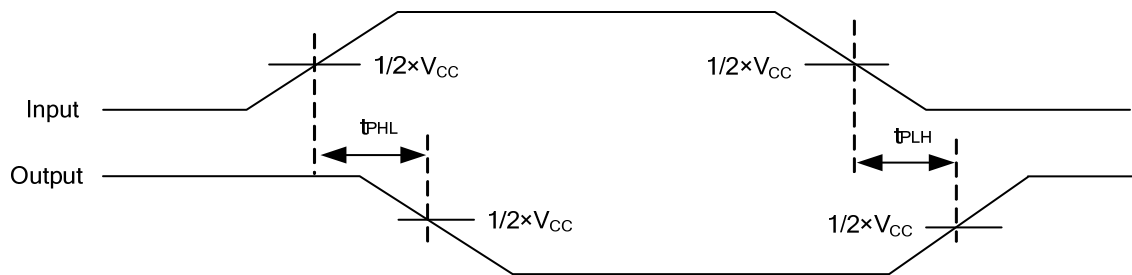 1/2×VCC
1/2×VCC
Input
tPHL
tPLH
Output
1/2×VCC
1/2×VCC